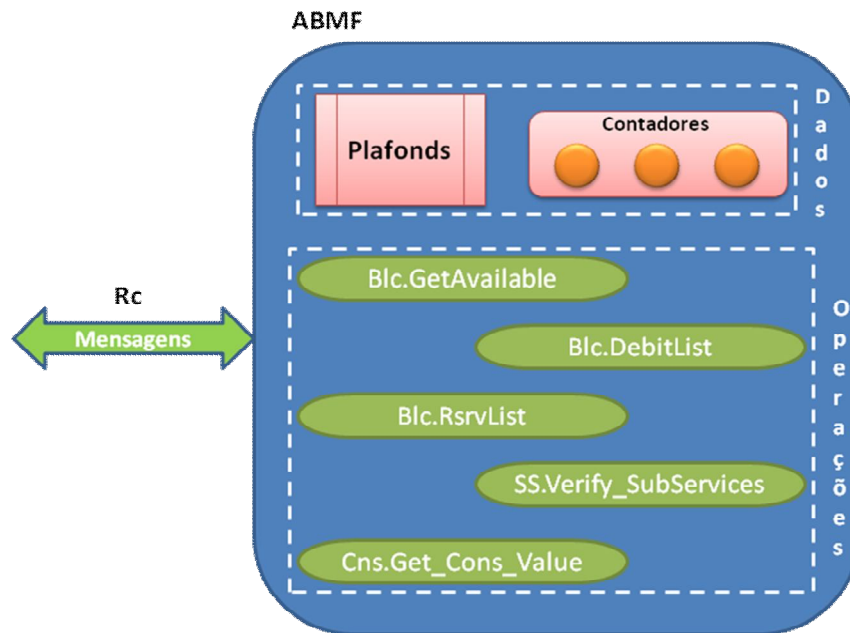 ABMF
Plafonds
Contadores
Dados
Rc
Mensagens
Blc.GetAvailable
Blc.DebitList
Blc.RsrvList
SS.Verify_SubServices
Cns.Get_Cons_Value
Operações